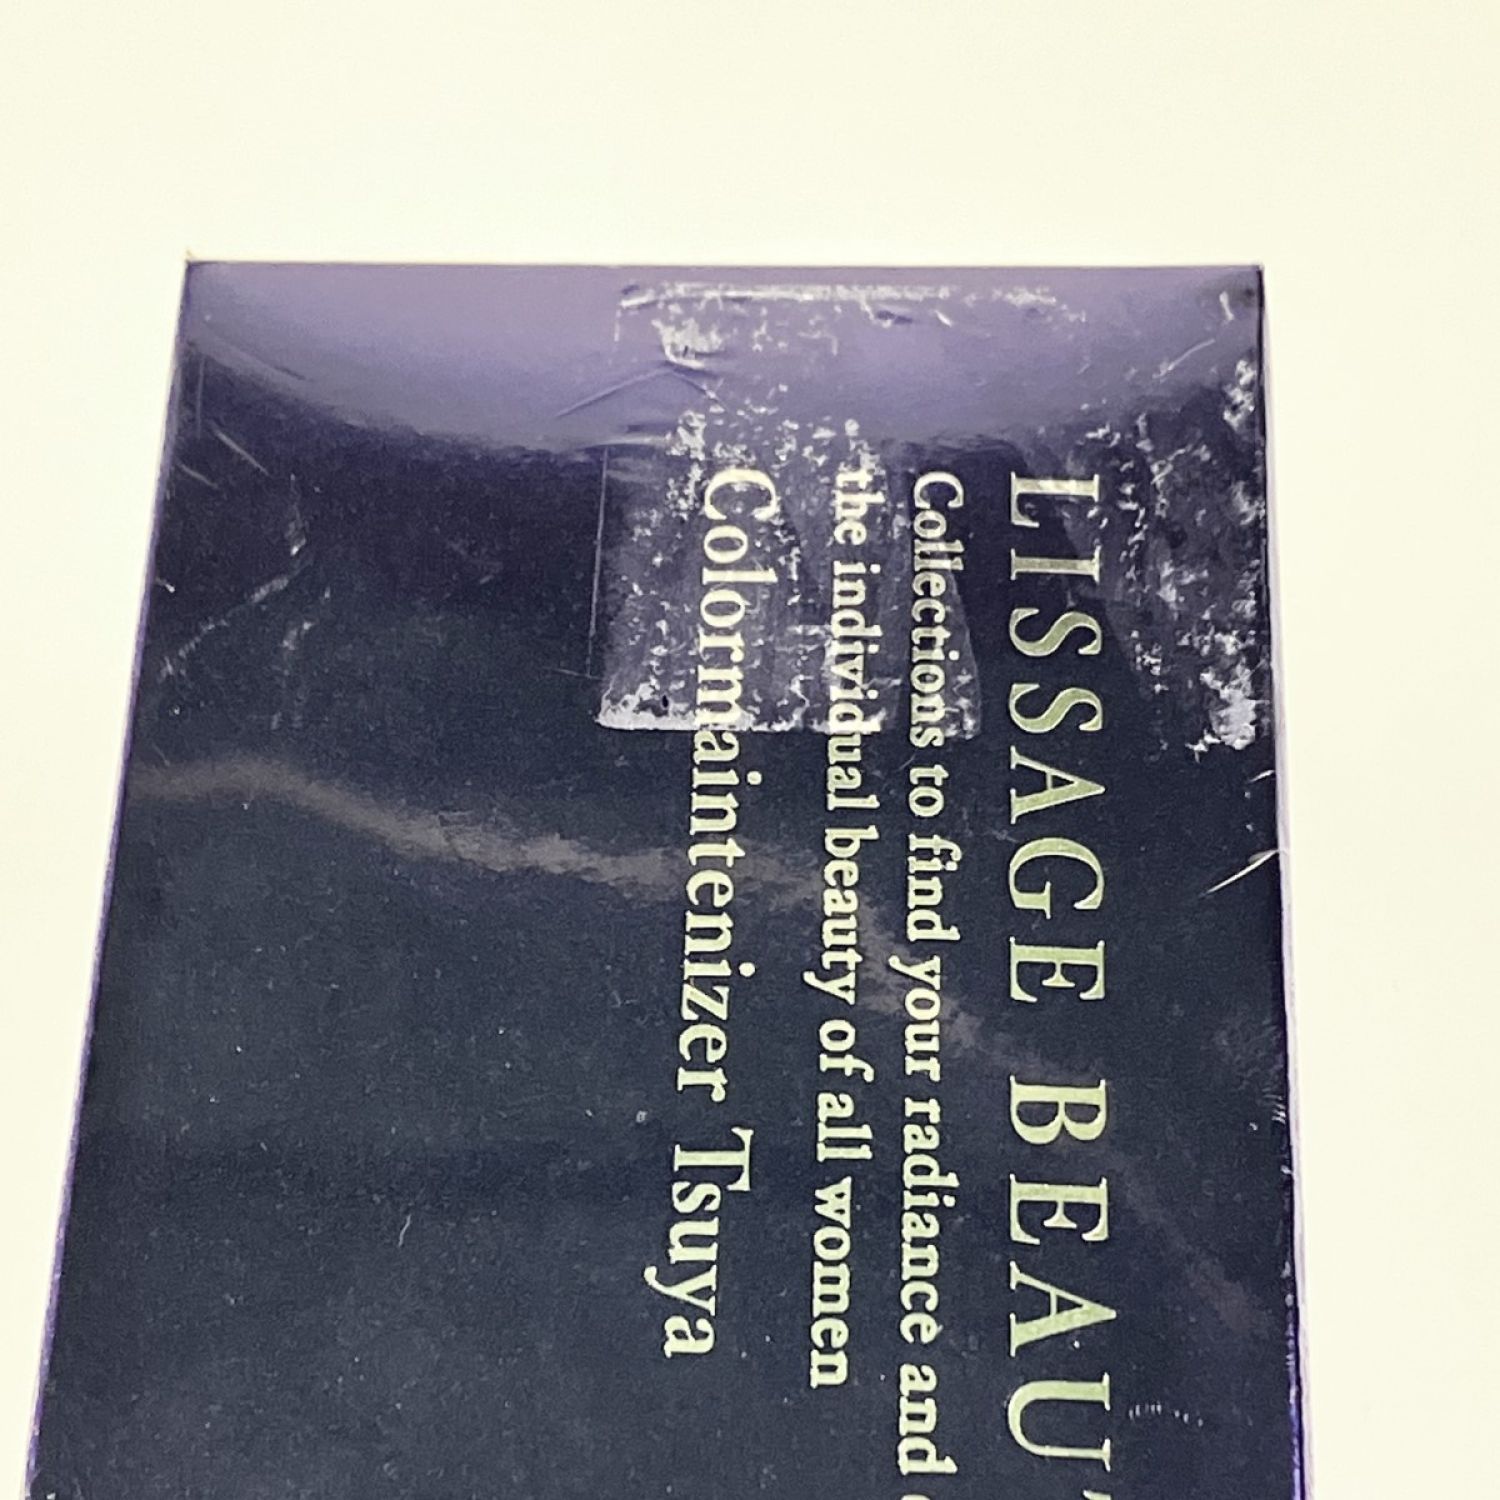 LISSAGE BEAU
Collections to find your radiance and
the individual beauty of all women
Colormaintenizer Tsuya